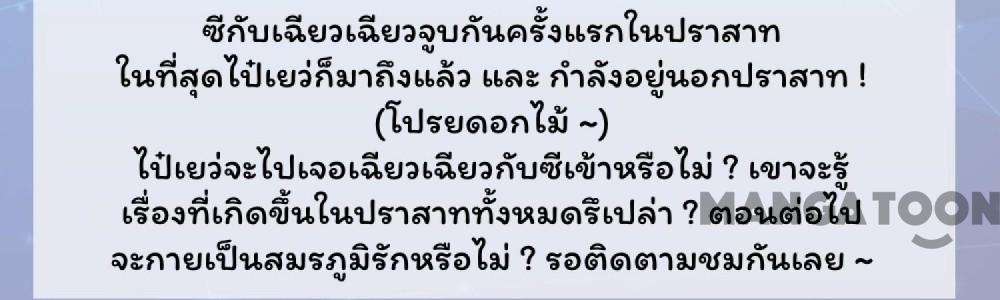 ซีกับเฉียวเฉียวจูบกันครั้งแรกในปราสาท
ในที่สุดไป๋เยว่ก็มาถึงแล้ว และ กำลังอยู่นอกปราสาท !
(โปรยดอกไม้ ~)
ไป๋เยว่จะไปเจอเฉียวเฉียวกับซีเข้าหรือไม่ ? เขาจะรู้
เรื่องที่เกิดขึ้นในปราสาททั้งหมดรึเปล่า ? ตอนต่อไป
จะกายเป็นสมรภูมิรักหรือไม่ ? รอติดตามชมกันเลย ~
MANGATOON